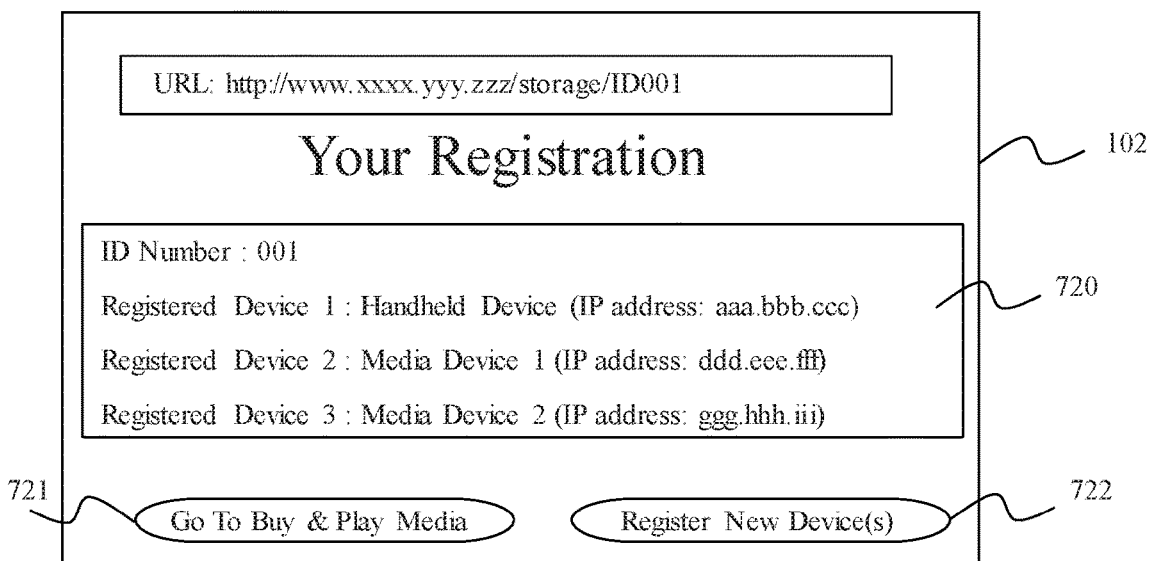 URL: http://www.xxxx.yyy.zzz/storage/ID001
Your Registration
102
ID Number : 001
Registered Device 1 : Handheld Device (IP address: aaa.bbb.ccc)
720
Registered Device 2 : Media Device 1 (IP address: ddd.eee.fff)
Registered Device 3 : Media Device 2 (IP address: ggg.hhh.iii)
721
722
Go To Buy & Play Media
Register New Device(s)